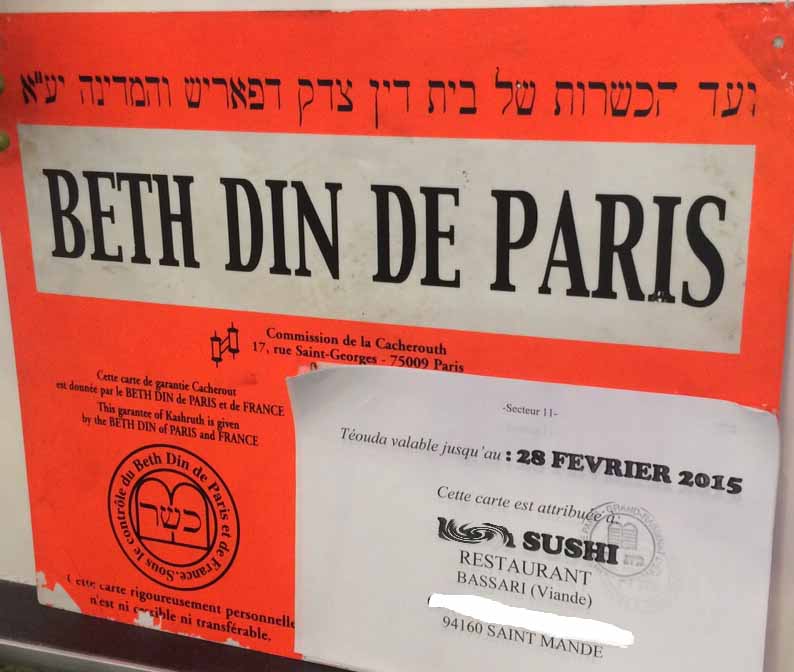 ועד הכשרות של בית דין צדק דפאריש והמדינה יע"א
BETH DIN DE PARIS
Commission de la Cacherouth
17, rue Saint-Georges - 75009 Paris
Cette carte de garantie Cacherout
est donnée par le BETH DIN de PARIS et de FRANCE
This garantee of Kashruth is given
by the BETH DIN of PARIS and FRANCE
Sous le contrôle du Beth Din de Paris et de France.
כשר
Cette carte rigoureusement personnelle
n'est ni cessible ni transférable.
-Secteur 11-
Téouda valable jusqu'au : 28 FEVRIER 2015
Cette carte est attribuée à:
SUSHI
RESTAURANT
BASSARI (Viande)
94160 SAINT MANDE